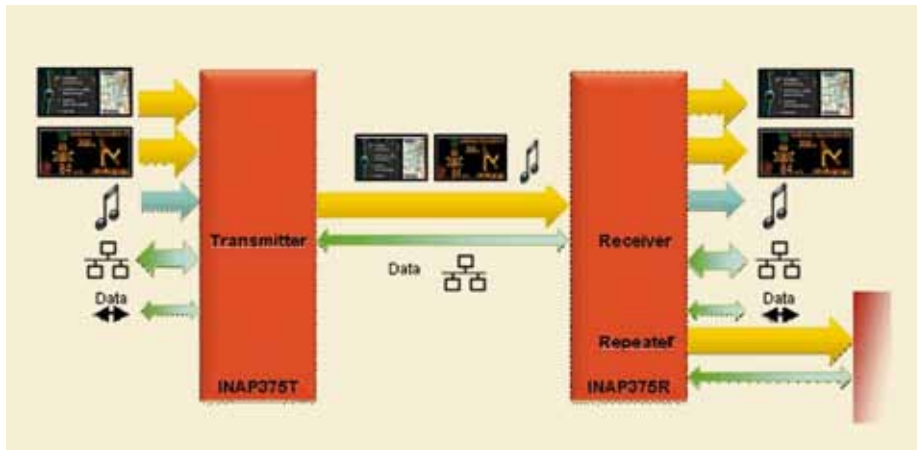 Transmitter
Receiver
Data
Data
Data
Repeater
INAP375T
INAP375R